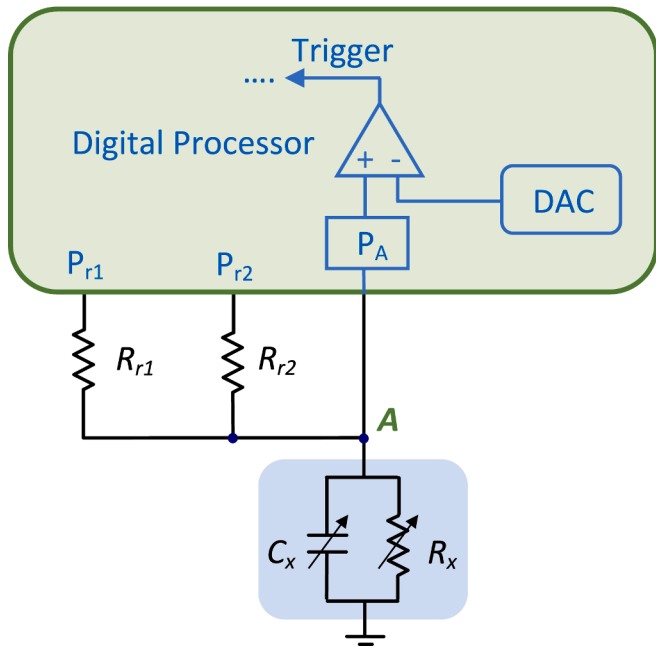 Trigger
....
Digital Processor
+ -
DAC
P_A
P_r1
P_r2
R_r1
R_r2
A
C_x
R_x